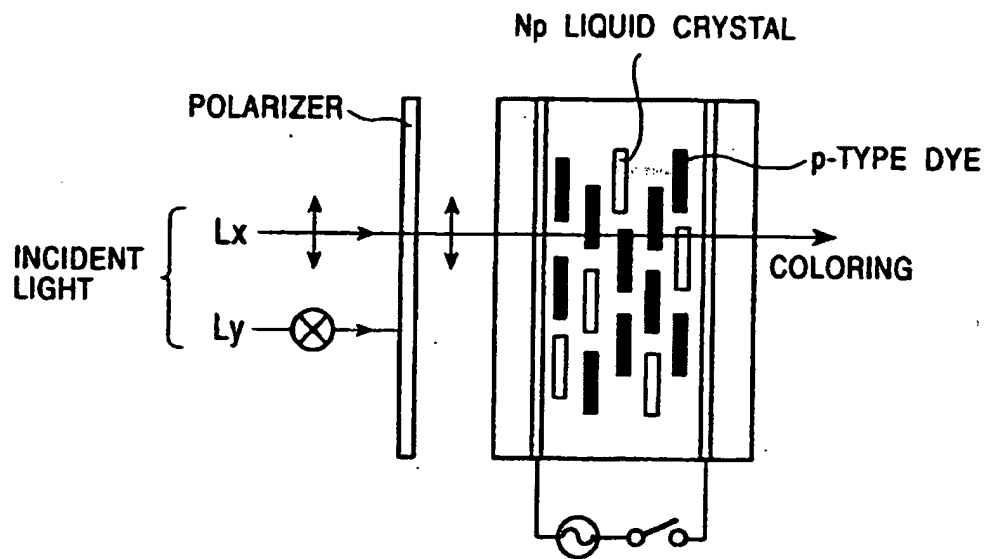 Np LIQUID CRYSTAL
POLARIZER
p-TYPE DYE
INCIDENT
LIGHT
Lx
Ly
COLORING